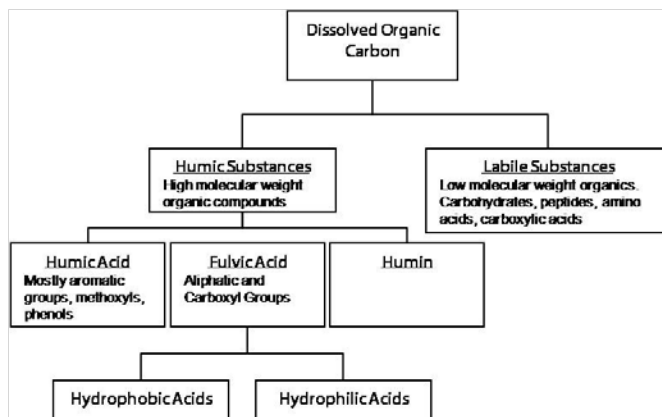 Dissolved Organic
Carbon
Humic Substances
High molecular weight
organic compounds
Labile Substances
Low molecular weight organics.
Carbohydrates, peptides, amino
acids, carboxylic acids
Humic Acid
Mostly aromatic
groups, methoxyls,
phenols
Fulvic Acid
Aliphatic and
Carboxyl Groups
Humin
Hydrophobic Acids
Hydrophilic Acids